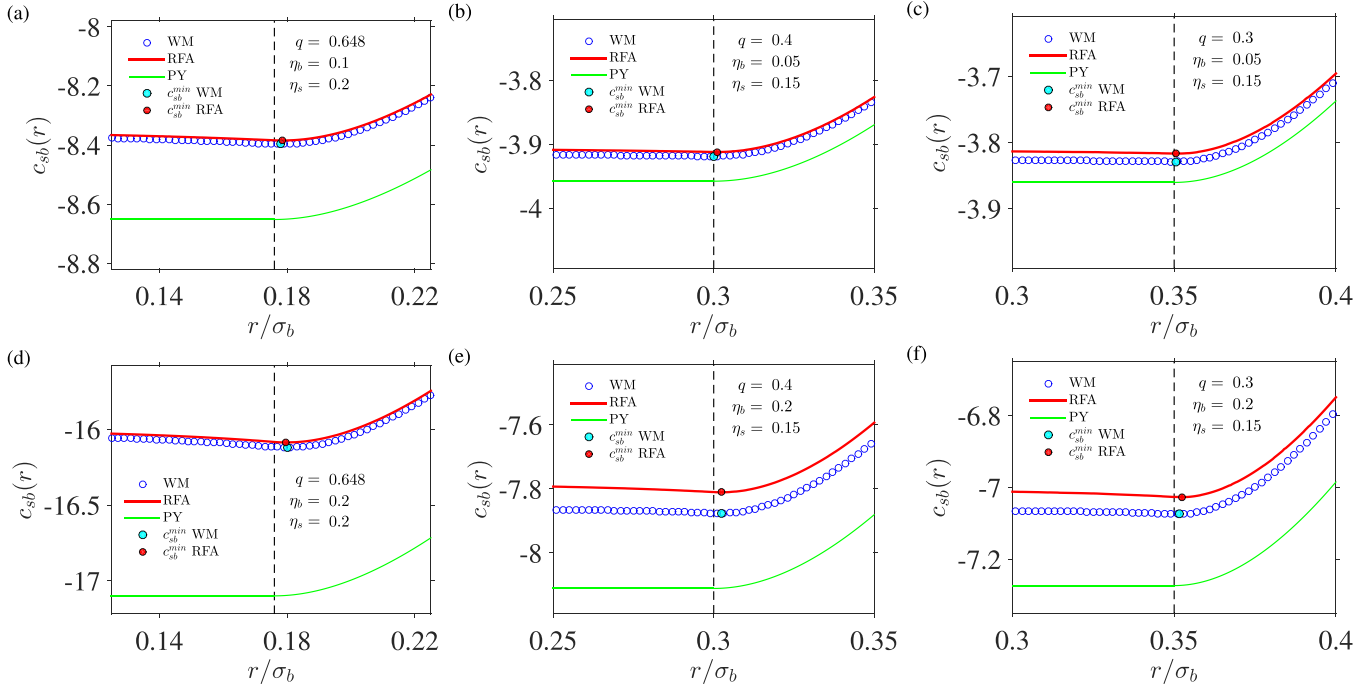 (a)
-8
-8.2
-8.4
-8.6
-8.8
c_{sb}(r)
WM
RFA
PY
c_{sb}^{min} WM
c_{sb}^{min} RFA
q = 0.648
η_b = 0.1
η_s = 0.2
0.14 0.18 0.22
r/σ_b
(b)
-3.8
-3.9
-4
c_{sb}(r)
WM
RFA
PY
c_{sb}^{min} WM
c_{sb}^{min} RFA
q = 0.4
η_b = 0.05
η_s = 0.15
0.25 0.3 0.35
r/σ_b
(c)
-3.7
-3.8
-3.9
c_{sb}(r)
WM
RFA
PY
c_{sb}^{min} WM
c_{sb}^{min} RFA
q = 0.3
η_b = 0.05
η_s = 0.15
0.3 0.35 0.4
r/σ_b
(d)
-16
-16.5
-17
c_{sb}(r)
WM
RFA
PY
c_{sb}^{min} WM
c_{sb}^{min} RFA
q = 0.648
η_b = 0.2
η_s = 0.2
0.14 0.18 0.22
r/σ_b
(e)
-7.6
-7.8
-8
c_{sb}(r)
WM
RFA
PY
c_{sb}^{min} WM
c_{sb}^{min} RFA
q = 0.4
η_b = 0.2
η_s = 0.15
0.25 0.3 0.35
r/σ_b
(f)
-6.8
-7
-7.2
c_{sb}(r)
WM
RFA
PY
c_{sb}^{min} WM
c_{sb}^{min} RFA
q = 0.3
η_b = 0.2
η_s = 0.15
0.3 0.35 0.4
r/σ_b